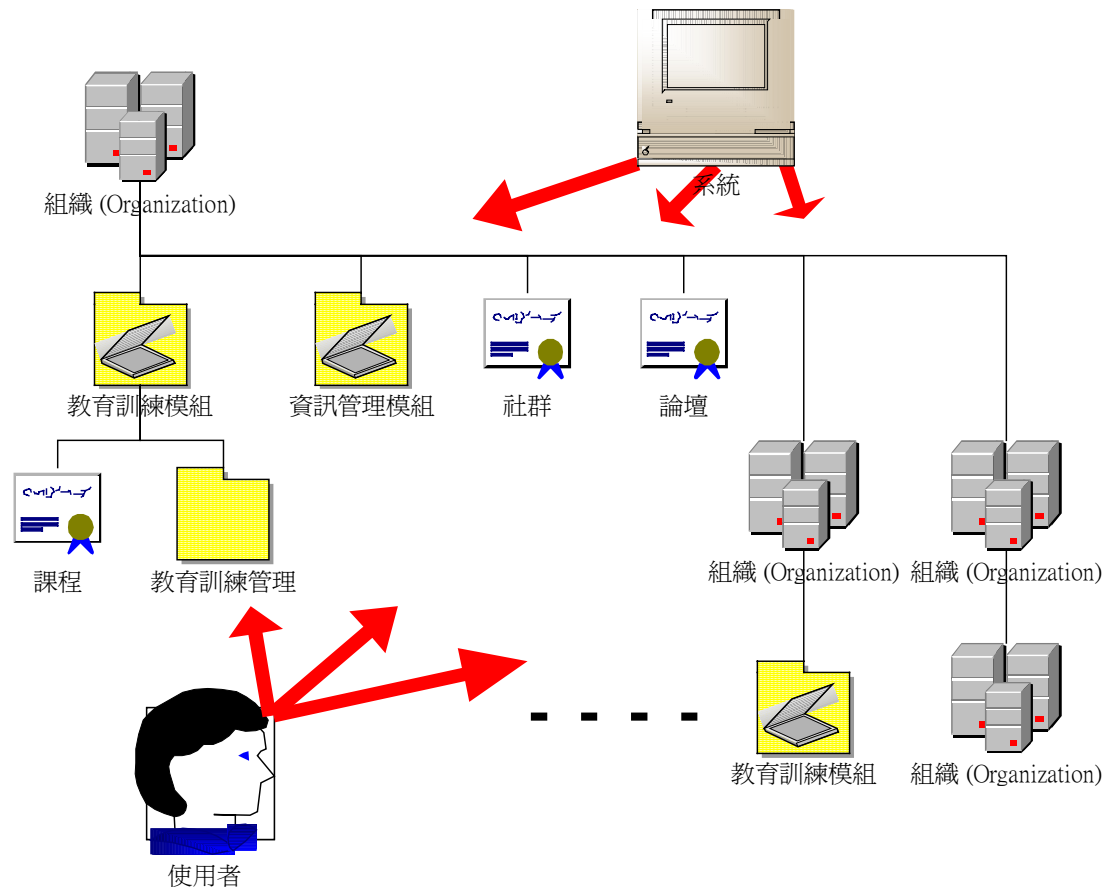 系統
組織 (Organization)
教育訓練模組
資訊管理模組
社群
論壇
課程
教育訓練管理
組織 (Organization)
組織 (Organization)
教育訓練模組
組織 (Organization)
使用者